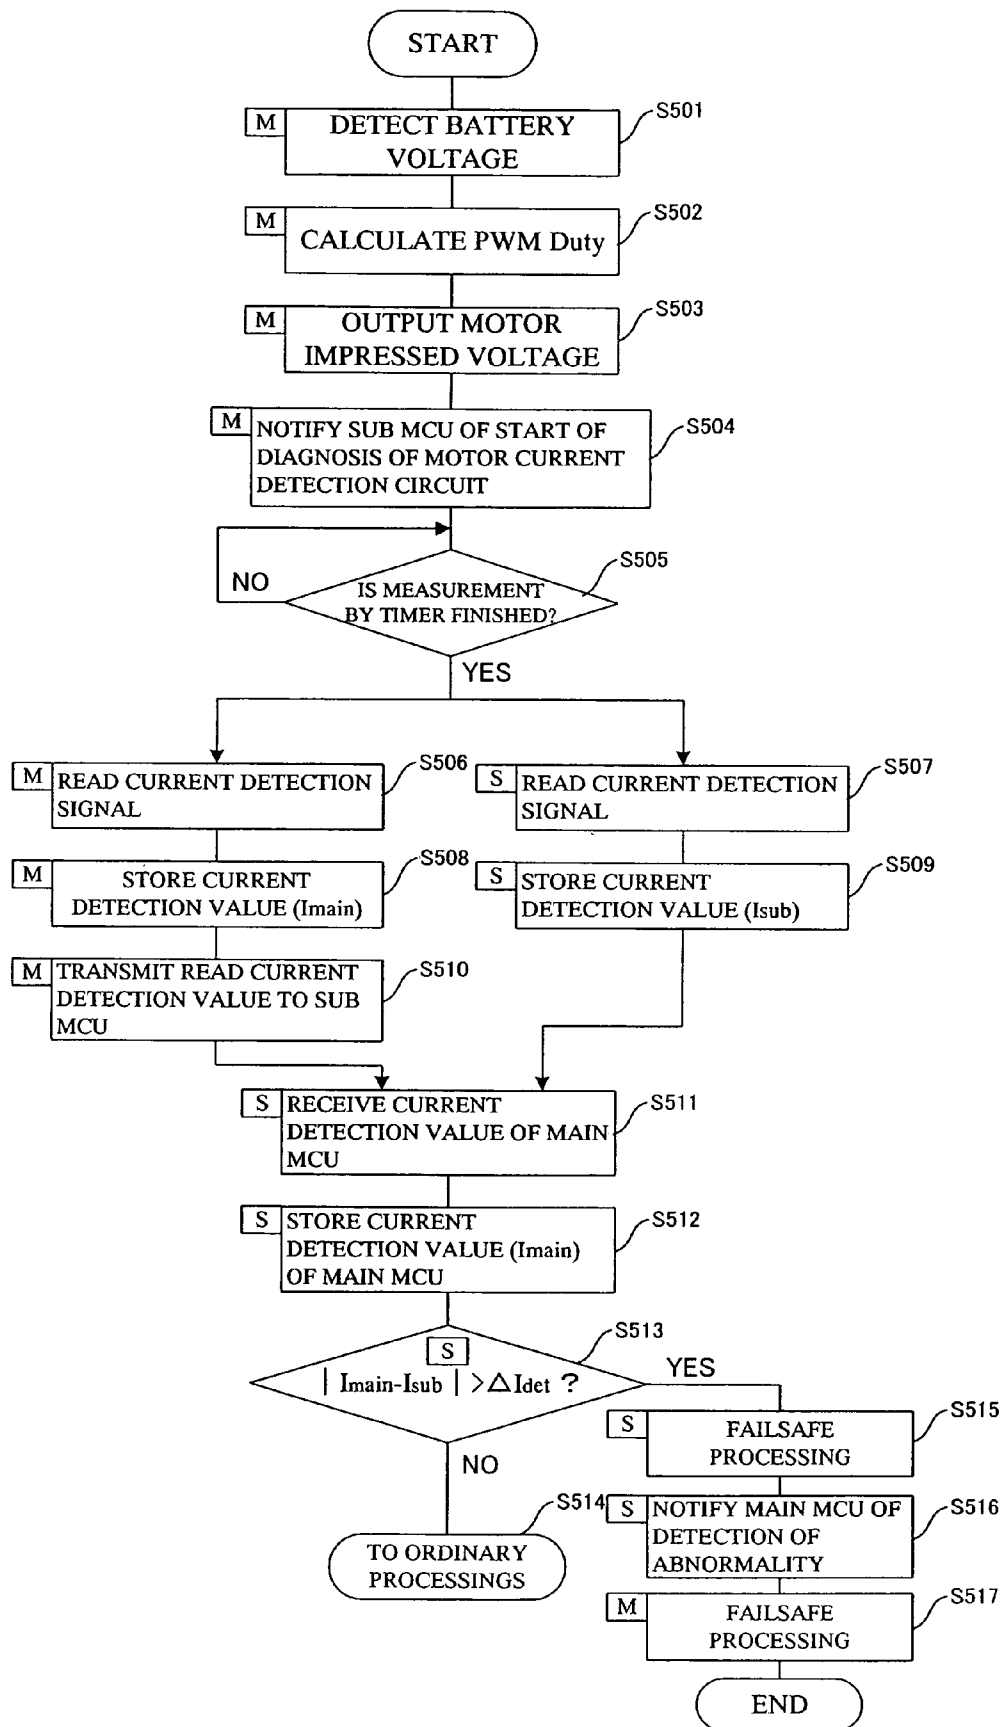 START
M
DETECT BATTERY
VOLTAGE
S501
M
CALCULATE PWM Duty
S502
M
OUTPUT MOTOR
IMPRESSED VOLTAGE
S503
M
NOTIFY SUB MCU OF START OF
DIAGNOSIS OF MOTOR CURRENT
DETECTION CIRCUIT
S504
NO
IS MEASUREMENT
BY TIMER FINISHED?
S505
YES
M
READ CURRENT DETECTION
SIGNAL
S506
S
READ CURRENT DETECTION
SIGNAL
S507
M
STORE CURRENT
DETECTION VALUE (Imain)
S508
S
STORE CURRENT
DETECTION VALUE (Isub)
S509
M
TRANSMIT READ CURRENT
DETECTION VALUE TO SUB
MCU
S510
S
RECEIVE CURRENT
DETECTION VALUE OF MAIN
MCU
S511
S
STORE CURRENT
DETECTION VALUE (Imain)
OF MAIN MCU
S512
S
| Imain-Isub | >△Idet ?
S513
YES
NO
S514
TO ORDINARY
PROCESSINGS
S
FAILSAFE
PROCESSING
S515
S
NOTIFY MAIN MCU OF
DETECTION OF
ABNORMALITY
S516
M
FAILSAFE
PROCESSING
S517
END